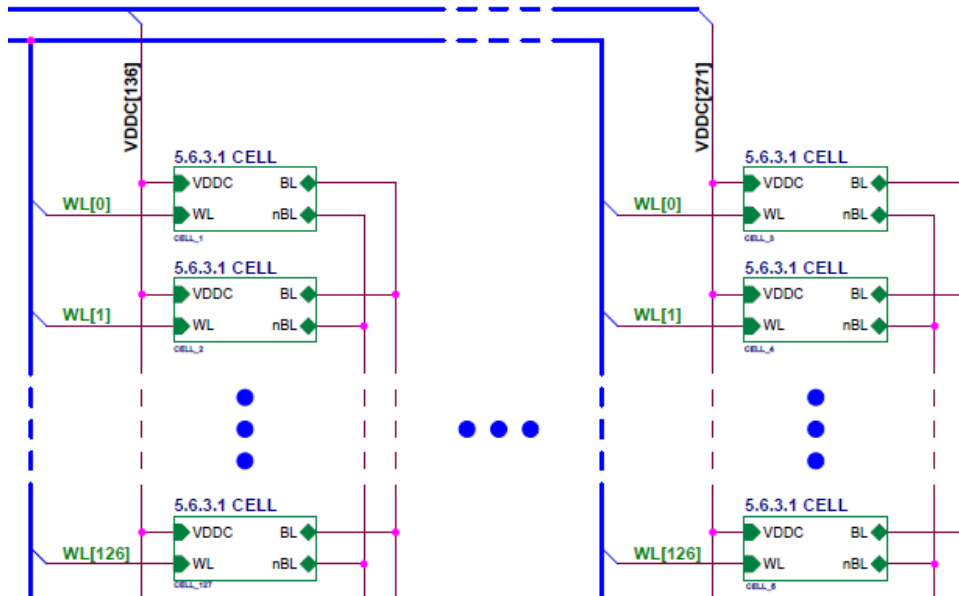 VDDC[136]
VDDC[271]
5.6.3.1 CELL
VDDC BL
WL[0]
WL nBL
CELL_1
5.6.3.1 CELL
VDDC BL
WL[0]
WL nBL
CELL_3
5.6.3.1 CELL
VDDC BL
WL[1]
WL nBL
CELL_2
5.6.3.1 CELL
VDDC BL
WL[1]
WL nBL
CELL_4
5.6.3.1 CELL
VDDC BL
WL[126]
WL nBL
CELL_127
5.6.3.1 CELL
VDDC BL
WL[126]
WL nBL
CELL_5